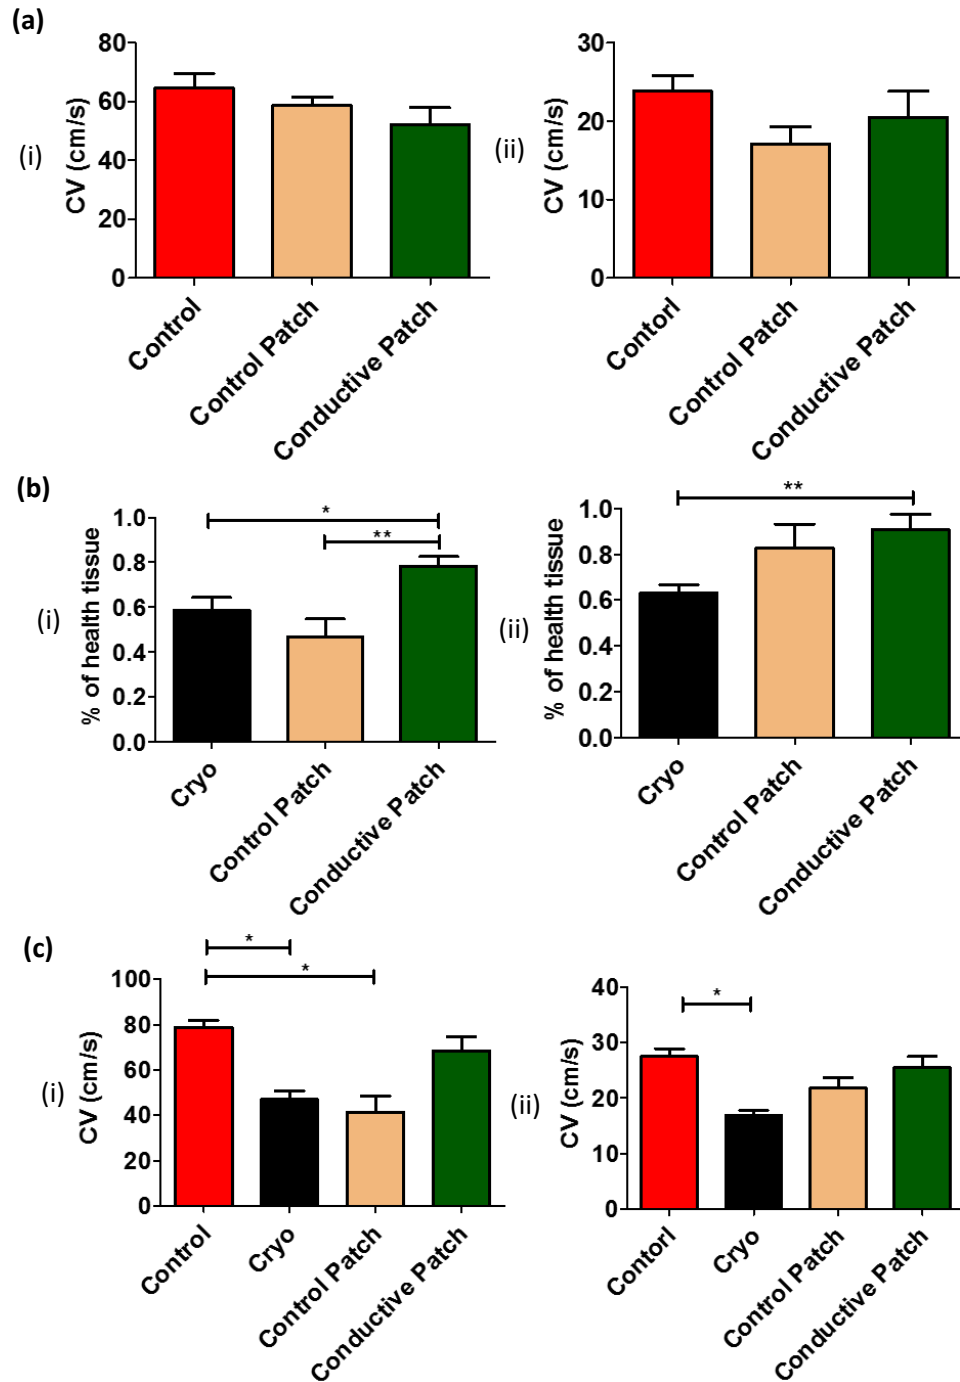 (a)
(i)
CV (cm/s)
80
60
40
20
0
Control
Control Patch
Conductive Patch
(ii)
CV (cm/s)
30
20
10
0
Contorl
Control Patch
Conductive Patch
(b)
(i)
% of health tissue
1.0
0.8
0.6
0.4
0.2
0.0
*
**
Cryo
Control Patch
Conductive Patch
(ii)
% of health tissue
1.0
0.8
0.6
0.4
0.2
0.0
**
Cryo
Control Patch
Conductive Patch
(c)
(i)
CV (cm/s)
100
80
60
40
20
0
*
*
Control
Cryo
Control Patch
Conductive Patch
(ii)
CV (cm/s)
40
30
20
10
0
*
Contorl
Cryo
Control Patch
Conductive Patch